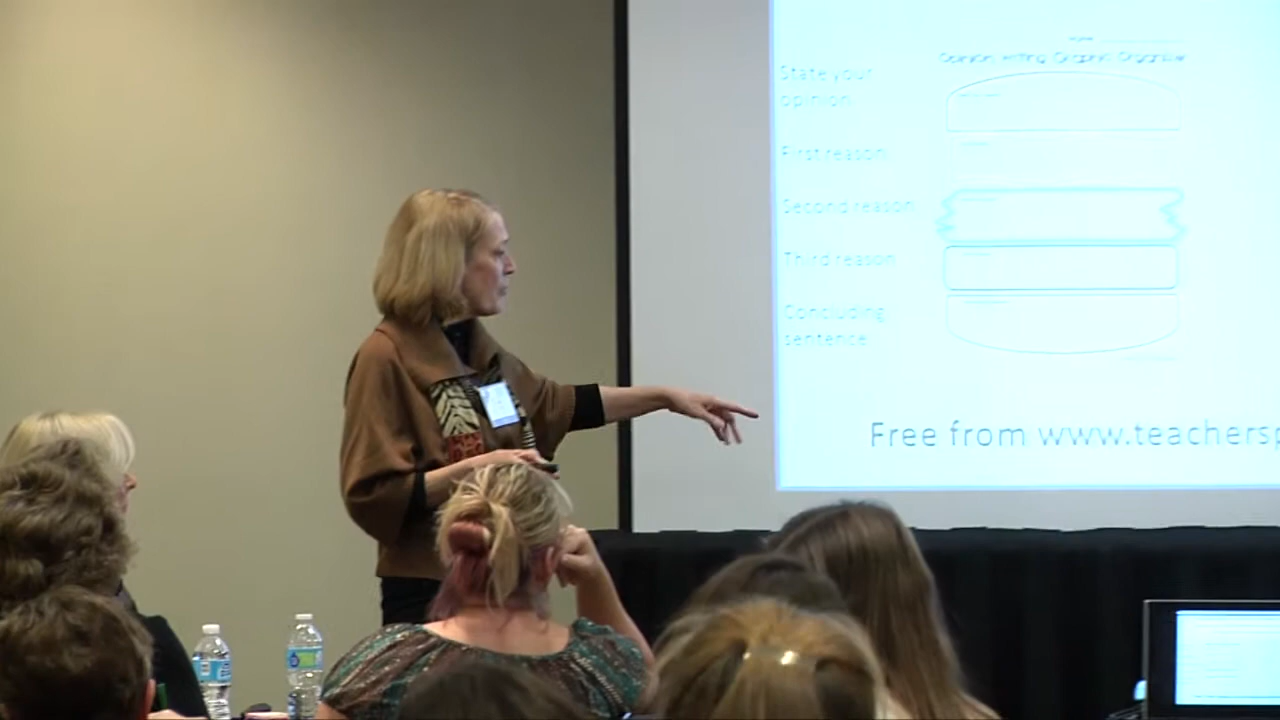 Opinion Writing Graphic Organizer
State your
opinion
First reason
Second reason
Third reason
Concluding
sentence
Free from www.teachersp